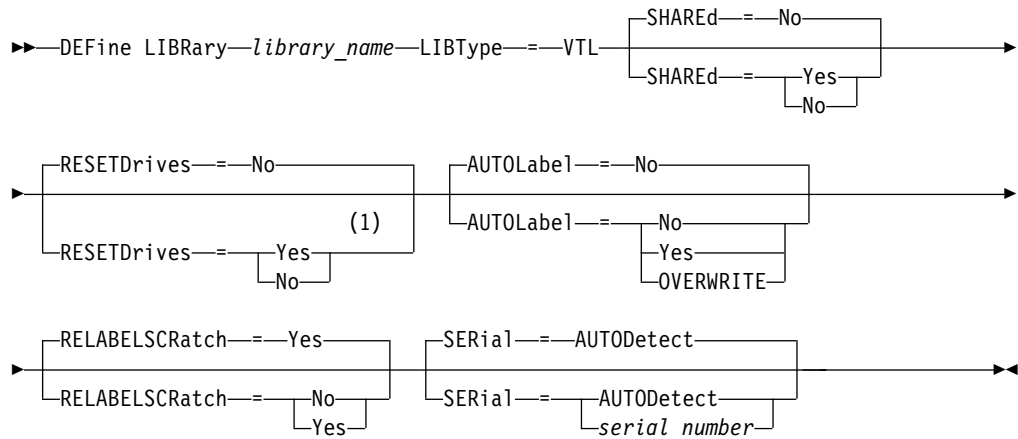 SHAREd = No
DEFine LIBRary library_name LIBType = VTL
SHAREd = Yes
No
RESETDrives = No AUTOLabel = No
(1)
RESETDrives = Yes AUTOLabel = No
No Yes
OVERWRITE
RELABELSCRatch = Yes SERial = AUTODetect
RELABELSCRatch = No SERial = AUTODetect
Yes serial number